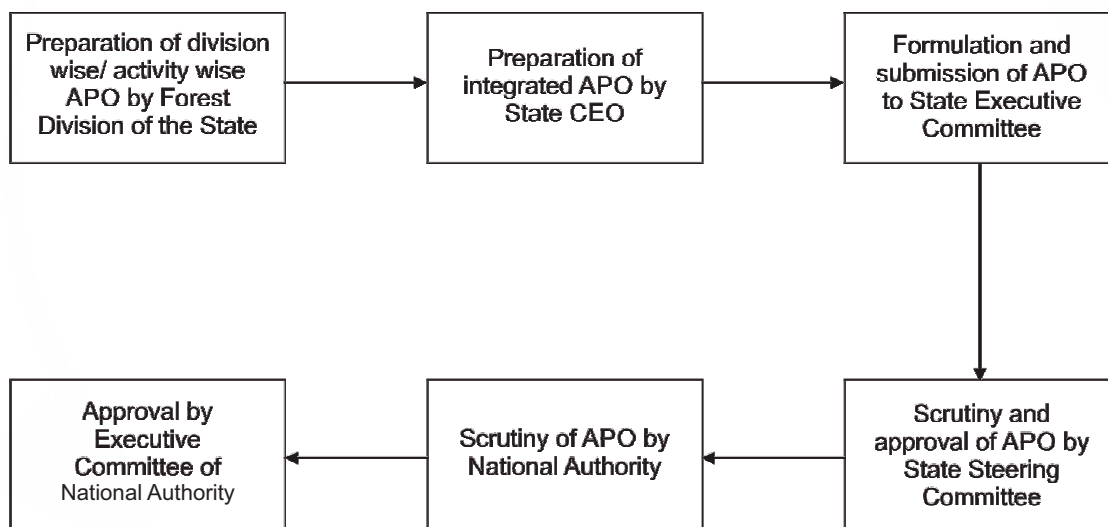 Preparation of division
wise/ activity wise
APO by Forest
Division of the State
Preparation of
integrated APO by
State CEO
Formulation and
submission of APO
to State Executive
Committee
Scrutiny and
approval of APO by
State Steering
Committee
Scrutiny of APO by
National Authority
Approval by
Executive
Committee of
National Authority